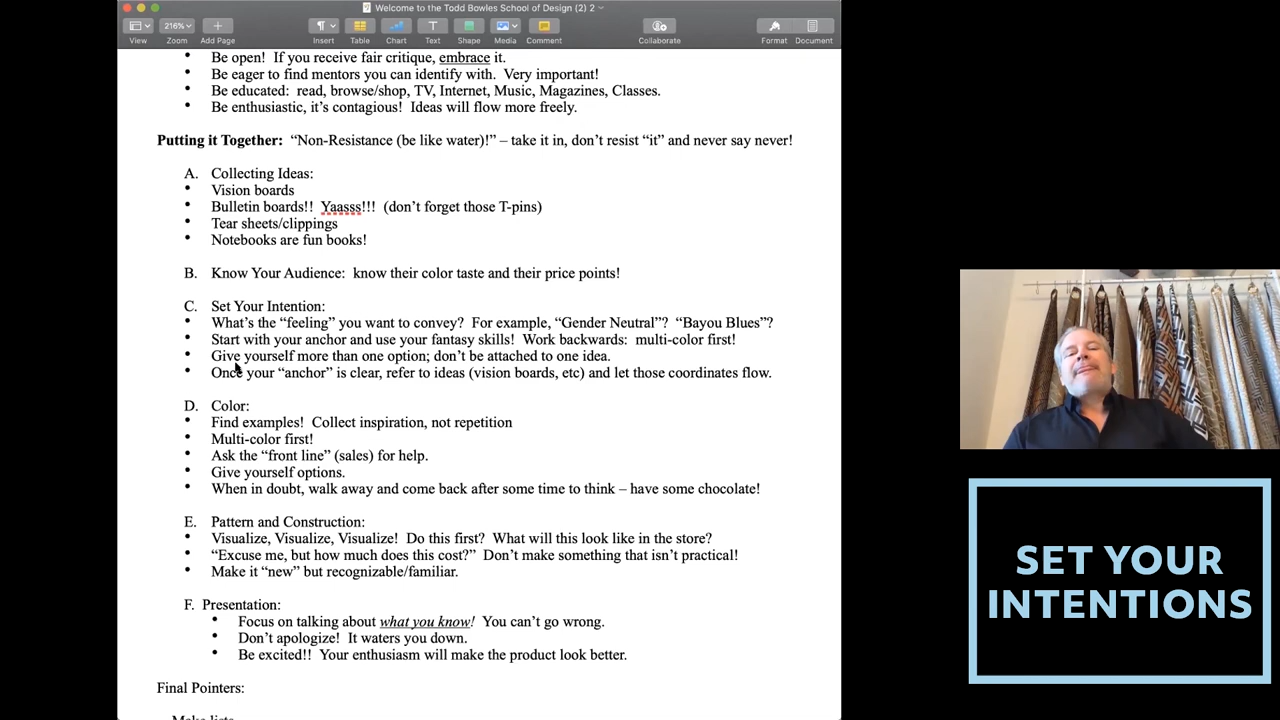 Welcome to the Todd Bowles School of Design (2) 2
216%
View
Zoom
Add Page
Insert
Table
Chart
Text
Shape
Media
Comment
Collaborate
Format
Document
• Be open! If you receive fair critique, embrace it.
• Be eager to find mentors you can identify with. Very important!
• Be educated: read, browse/shop, TV, Internet, Music, Magazines, Classes.
• Be enthusiastic, it’s contagious! Ideas will flow more freely.
Putting it Together: “Non-Resistance (be like water)!” – take it in, don’t resist “it” and never say never!
A. Collecting Ideas:
• Vision boards
• Bulletin boards!! Yaasss!!! (don’t forget those T-pins)
• Tear sheets/clippings
• Notebooks are fun books!
B. Know Your Audience: know their color taste and their price points!
C. Set Your Intention:
• What’s the “feeling” you want to convey? For example, “Gender Neutral”? “Bayou Blues”?
• Start with your anchor and use your fantasy skills! Work backwards: multi-color first!
• Give yourself more than one option; don’t be attached to one idea.
• Once your “anchor” is clear, refer to ideas (vision boards, etc) and let those coordinates flow.
D. Color:
• Find examples! Collect inspiration, not repetition
• Multi-color first!
• Ask the “front line” (sales) for help.
• Give yourself options.
• When in doubt, walk away and come back after some time to think – have some chocolate!
E. Pattern and Construction:
• Visualize, Visualize, Visualize! Do this first? What will this look like in the store?
• “Excuse me, but how much does this cost?” Don’t make something that isn’t practical!
• Make it “new” but recognizable/familiar.
F. Presentation:
• Focus on talking about what you know! You can’t go wrong.
• Don’t apologize! It waters you down.
• Be excited!! Your enthusiasm will make the product look better.
Final Pointers:
Make lists
SET YOUR
INTENTIONS